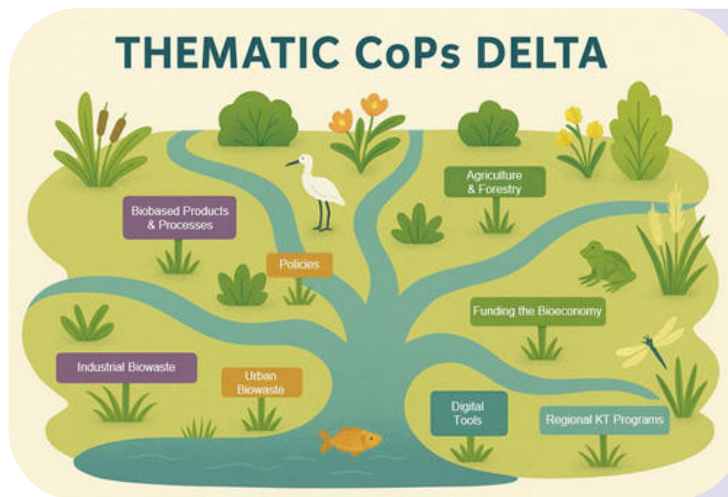 THEMATIC CoPs DELTA
Agriculture
& Forestry
Biobased Products
& Processes
Policies
Funding the Bioeconomy
Industrial Biowaste
Urban
Biowaste
Digital
Tools
Regional KT Programs